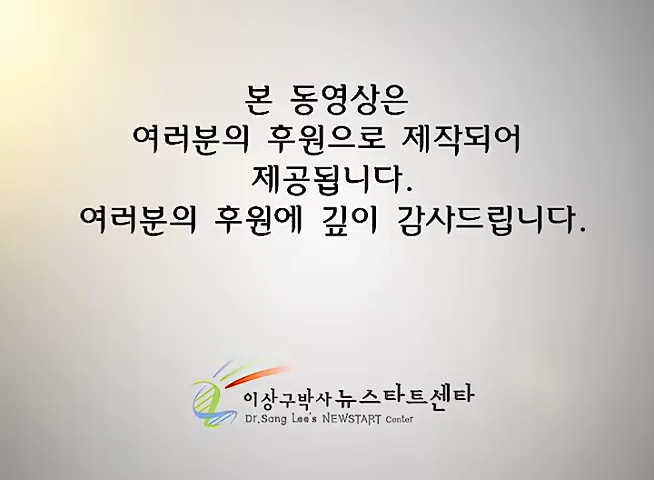 본 동영상은
여러분의 후원으로 제작되어
제공됩니다.
여러분의 후원에 깊이 감사드립니다.
이상구박사 뉴스타트센타
Dr.Sang Lee's NEWSTART Center